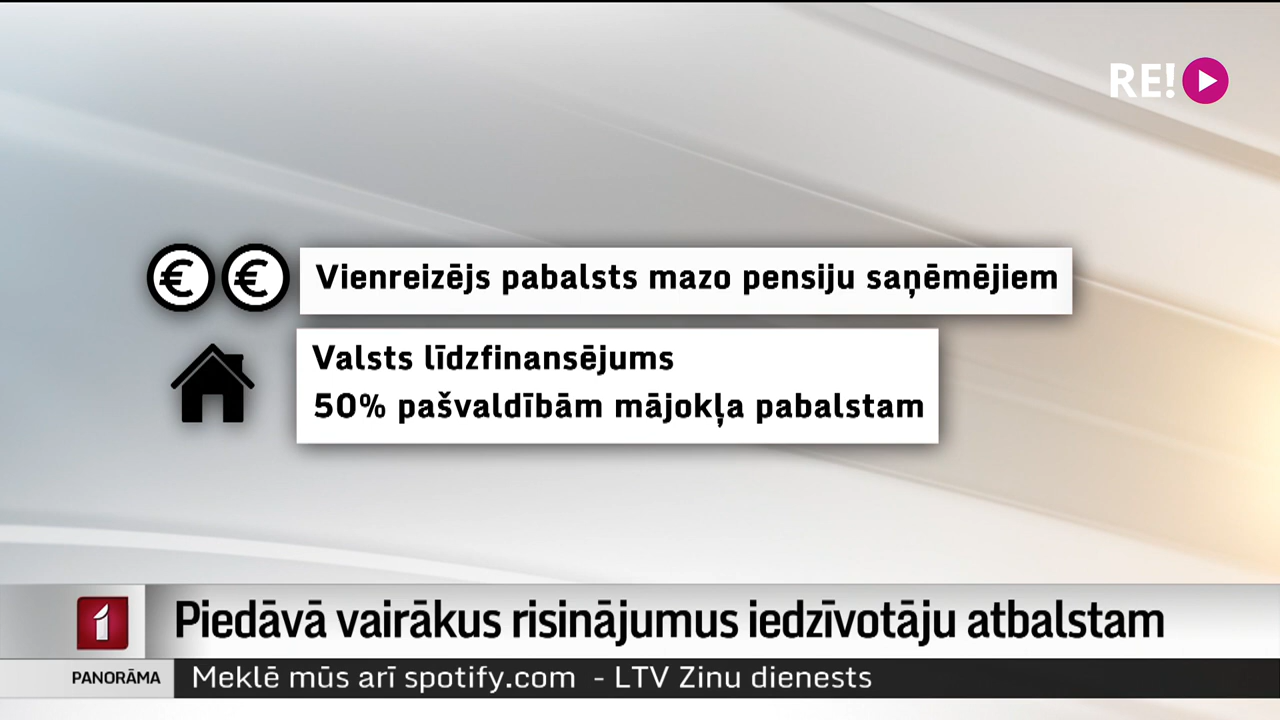 RE!
€ € Vienreizējs pabalsts mazo pensiju saņēmējiem
Valsts līdzfinansējums
50% pašvaldībām mājokļa pabalstam
1 Piedāvā vairākus risinājumus iedzīvotāju atbalstam
PANORĀMA Meklē mūs arī spotify.com - LTV Zinu dienests